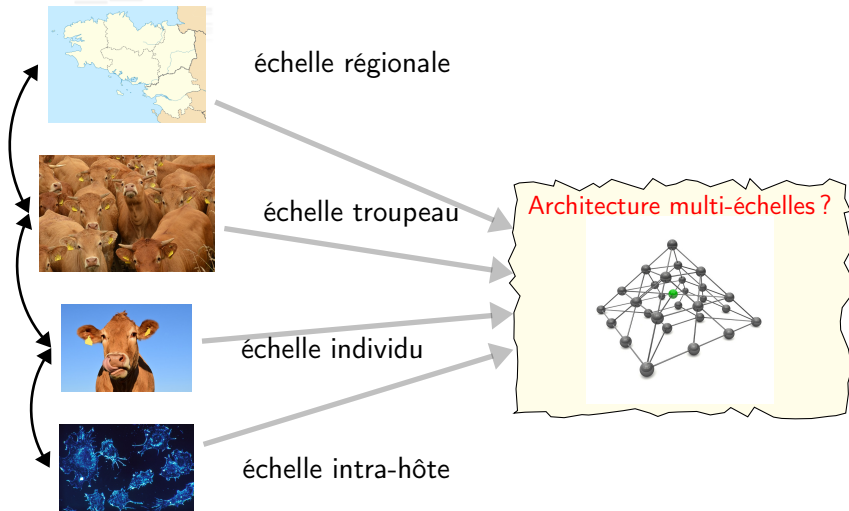 échelle régionale
échelle troupeau
échelle individu
échelle intra-hôte
Architecture multi-échelles ?